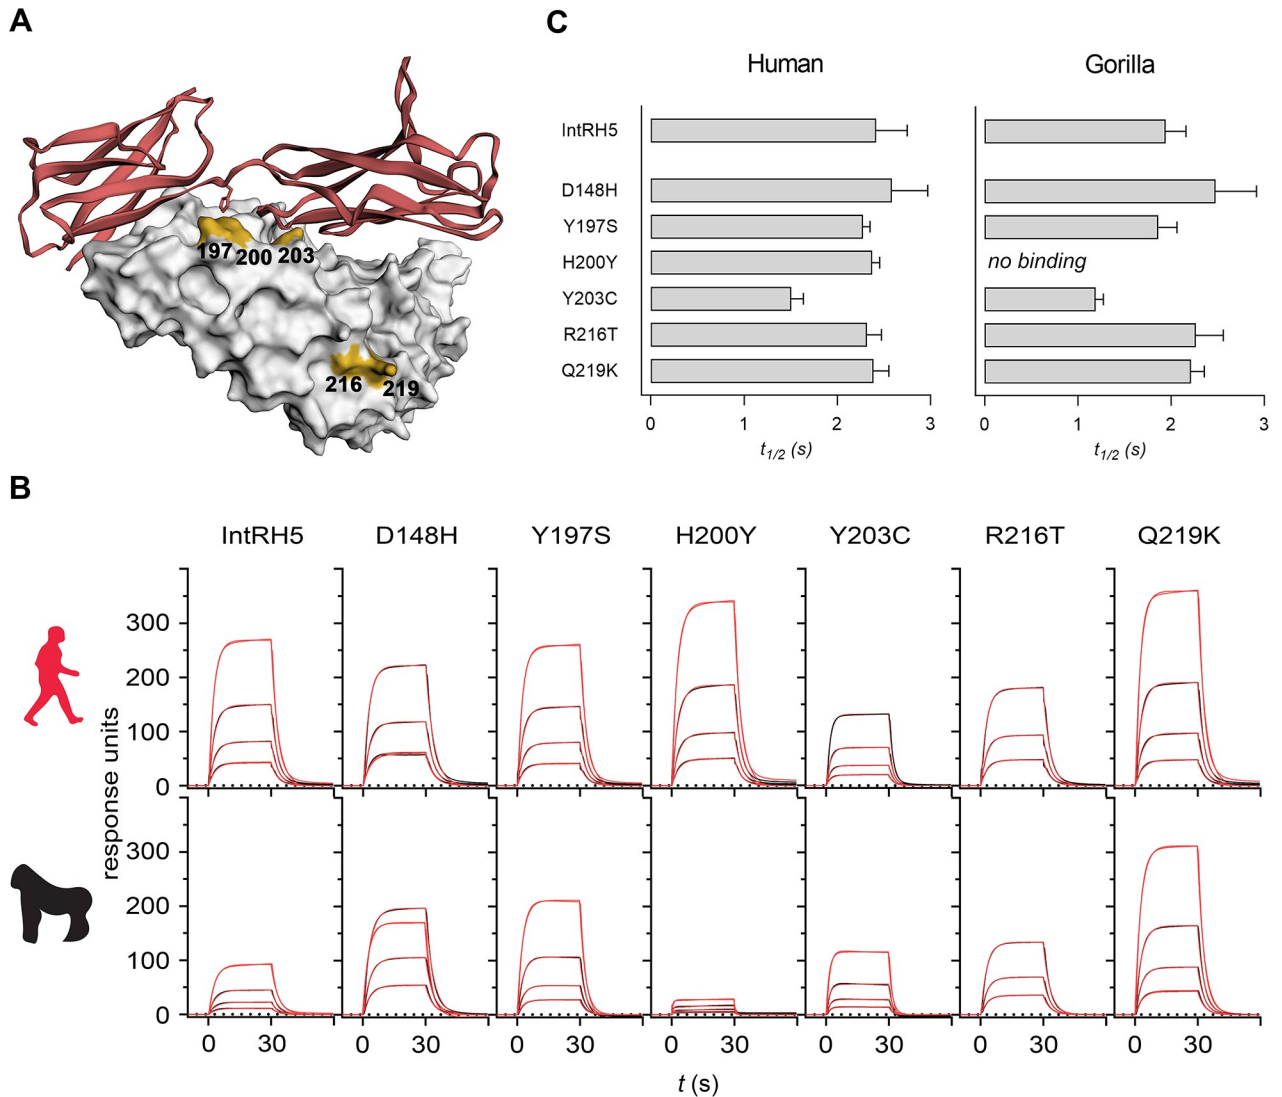 A
197 200 203
216 219
C
Human Gorilla
IntRH5
D148H
Y197S
H200Y no binding
Y203C
R216T
Q219K
0 1 2 3 0 1 2 3
t1/2 (s) t1/2 (s)
B
IntRH5 D148H Y197S H200Y Y203C R216T Q219K
response units
300
200
100
0
300
200
100
0
0 30 0 30 0 30 0 30 0 30 0 30 0 30
t (s)